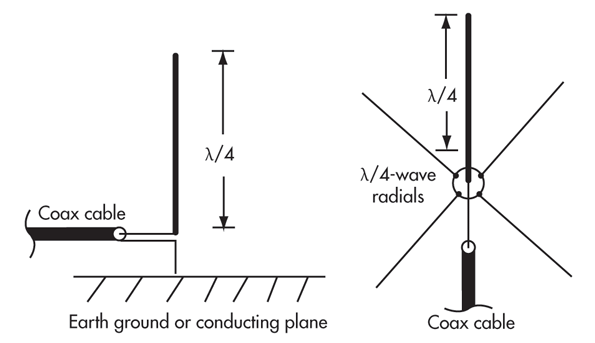 λ/4
Coax cable
Earth ground or conducting plane
λ/4
λ/4-wave
radials
Coax cable